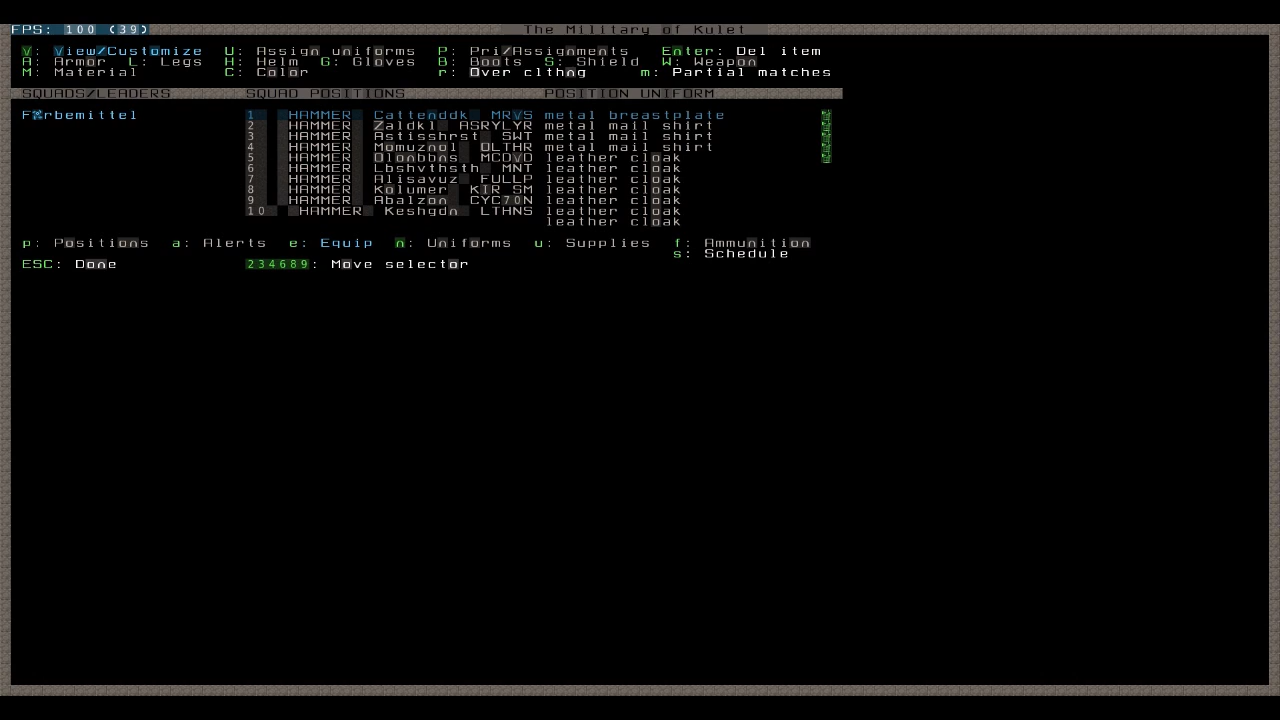 FPS: 100 (39) The Military of Kulet
V: View/Customize U: Assign uniforms P: Pri/Assignments Enter: Del item
A: Armor L: Legs H: Helm G: Gloves B: Boots S: Shield W: Weapon
M: Material C: Color r: Over clthng m: Partial matches
SQUADS/LEADERS SQUAD POSITIONS POSITION UNIFORM
1 HAMMER Cattenddk MRVS metal breastplate
2 HAMMER Zaldkl ASRYLYR metal mail shirt
3 HAMMER Astisshrst SWT metal mail shirt
4 HAMMER Momuznol OLTHR metal mail shirt
5 HAMMER Olonbbns MCDVD leather cloak
6 HAMMER Lbshvthsth MNT leather cloak
7 HAMMER Alisavuz FULLP leather cloak
8 HAMMER Kolumer KIR SM leather cloak
9 HAMMER Abalzon CYC70N leather cloak
10 HAMMER Keshgdn LTHNS leather cloak
leather cloak
p: Positions a: Alerts e: Equip n: Uniforms u: Supplies f: Ammunition
s: Schedule
ESC: Done 234689: Move selector